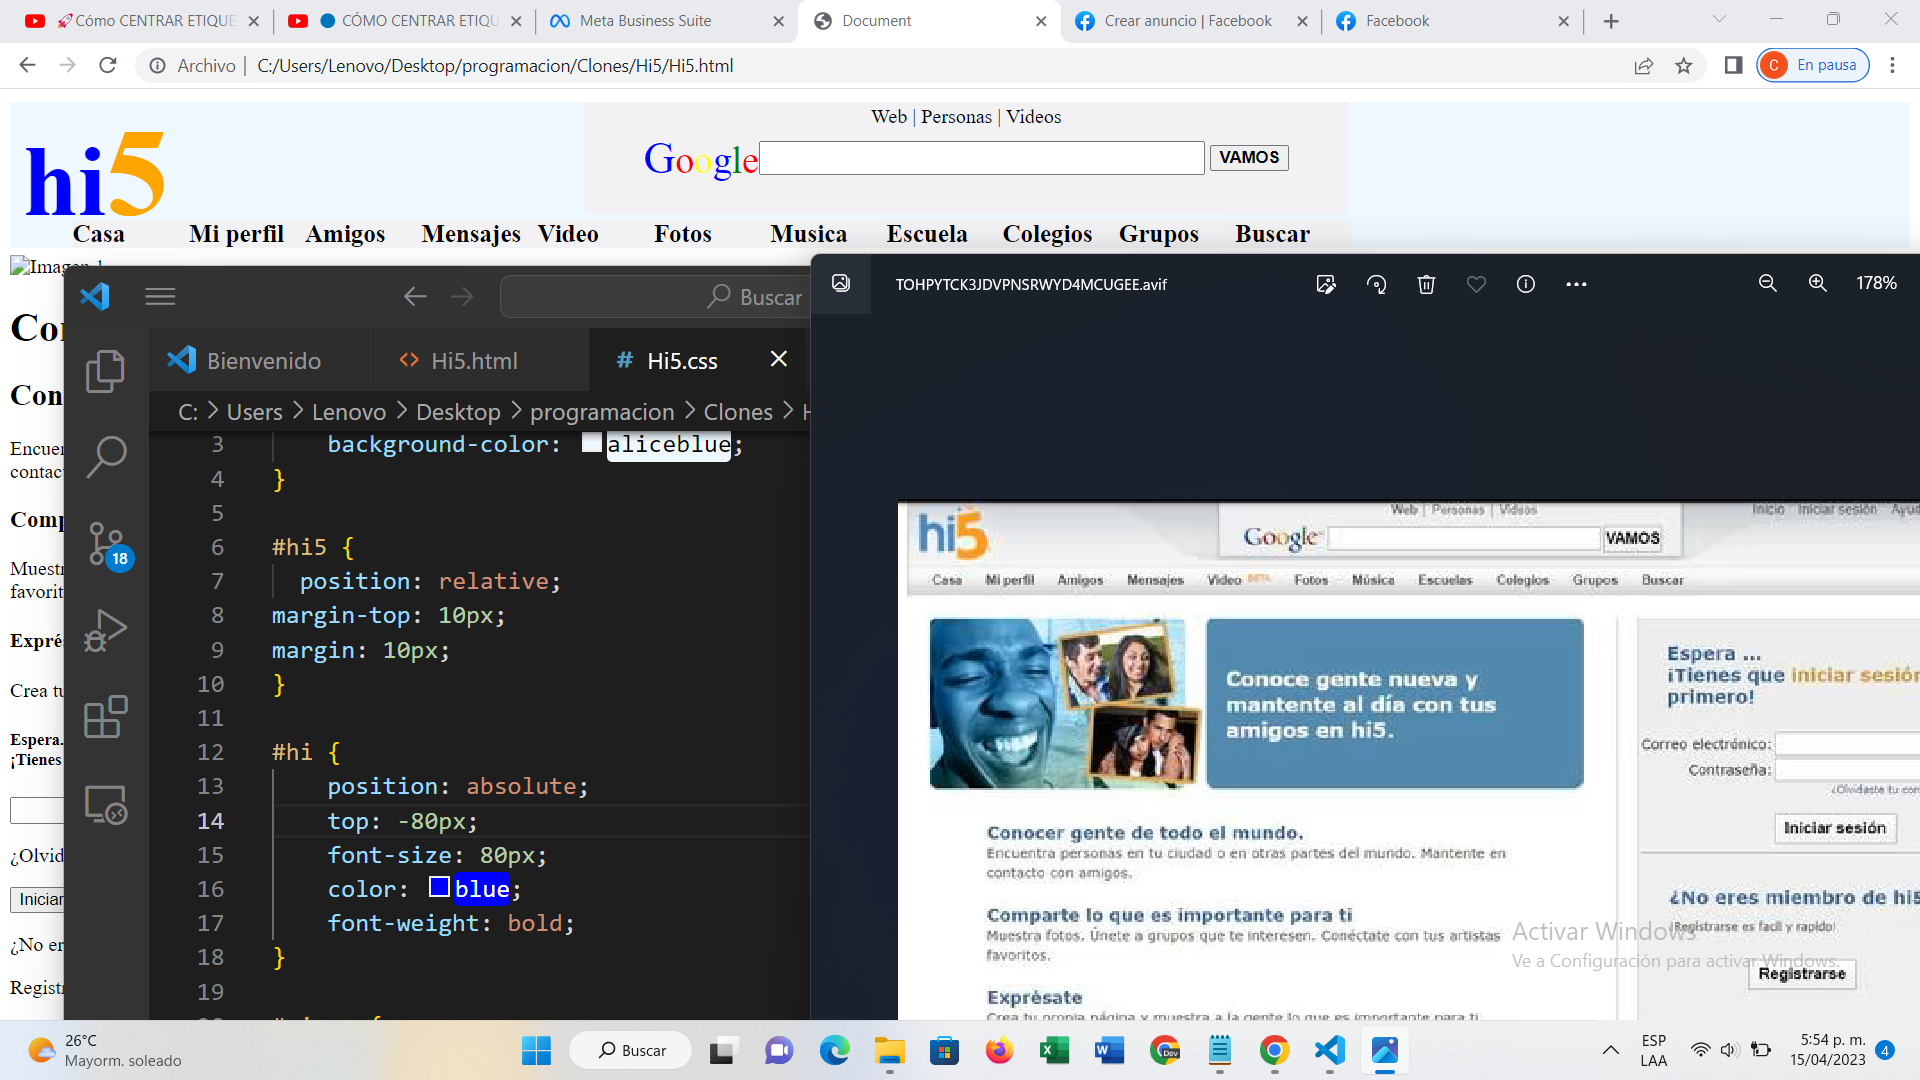 🚀Cómo CENTRAR ETIQUE
🔵 CÓMO CENTRAR ETIQU
Meta Business Suite
Document
Crear anuncio | Facebook
Facebook
Archivo | C:/Users/Lenovo/Desktop/programacion/Clones/Hi5/Hi5.html
En pausa
Web | Personas | Videos
hi5
Google
VAMOS
Casa Mi perfil Amigos Mensajes Video Fotos Musica Escuela Colegios Grupos Buscar
Con
Encuer
contac
Comp
Muestr
favorit
Expré
Crea tu
Espera.
¡Tienes
¿Olvid
Iniciar
¿No er
Registr
Buscar
Bienvenido
Hi5.html
# Hi5.css
C: > Users > Lenovo > Desktop > programacion > Clones >
3 background-color: aliceblue;
4 }
5
6 #hi5 {
7 position: relative;
8 margin-top: 10px;
9 margin: 10px;
10 }
11
12 #hi {
13 position: absolute;
14 top: -80px;
15 font-size: 80px;
16 color: blue;
17 font-weight: bold;
18 }
19
18
TOHPYTCK3JDVPNSRWYD4MCUGEE.avif
178%
Web | Personas | Videos
Inicio Iniciar sesión
hi5
Google
VAMOS
Casa Mi perfil Amigos Mensajes Video BETA Fotos Música Escuelas Colegios Grupos Buscar
Conoce gente nueva y
mantente al día con tus
amigos en hi5.
Espera ...
¡Tienes que iniciar sesión
primero!
Correo electrónico:
Contraseña:
¿Olvidaste tu
Iniciar sesión
Conocer gente de todo el mundo.
Encuentra personas en tu ciudad o en otras partes del mundo. Mantente en
contacto con amigos.
Comparte lo que es importante para ti
Muestra fotos. Únete a grupos que te interesen. Conéctate con tus artistas
favoritos.
Exprésate
Crea tu propia página y muestra a la gente lo que es importante para ti.
¿No eres miembro de hi5
¡Registrarse es facil y rapido!
Registrarse
Activar Windows
Ve a Configuración para activar Windows.
26°C
Mayorm. soleado
Buscar
ESP
LAA
5:54 p. m.
15/04/2023
4